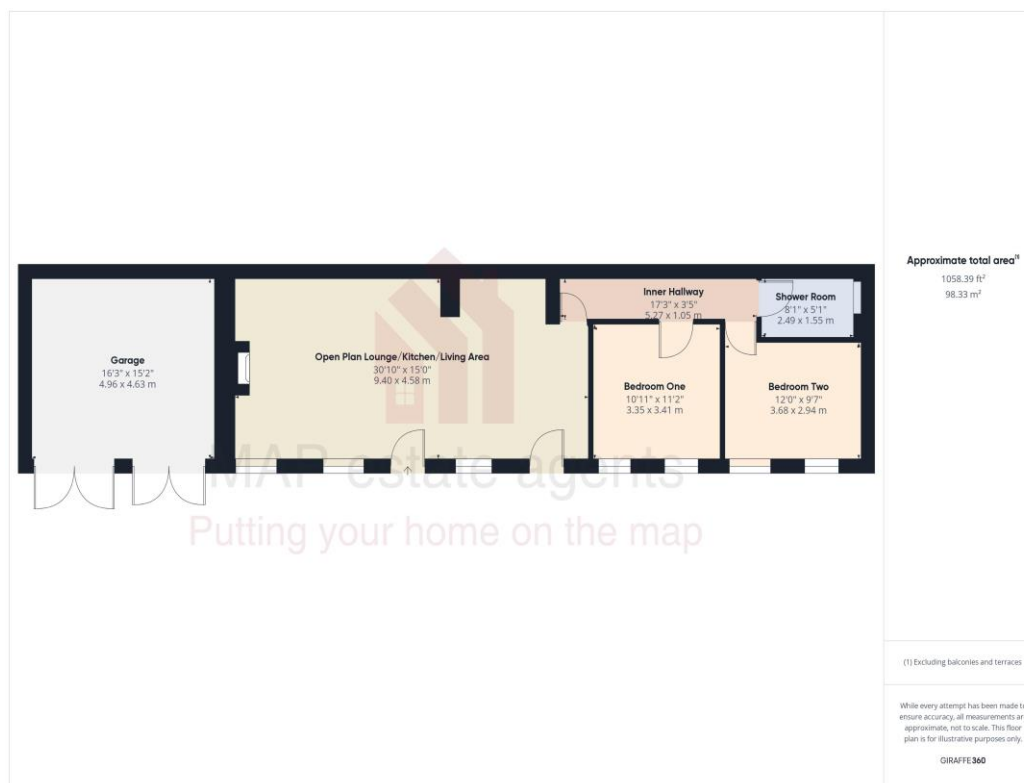 Garage
16'3" x 15'2"
4.96 x 4.63 m
Open Plan Lounge/Kitchen/Living Area
30'10" x 15'0"
9.40 x 4.58 m
Inner Hallway
17'3" x 3'5"
5.27 x 1.05 m
Shower Room
8'1" x 5'1"
2.49 x 1.55 m
Bedroom One
10'11" x 11'2"
3.35 x 3.41 m
Bedroom Two
12'0" x 9'7"
3.68 x 2.94 m
MAP estate agents
Putting your home on the map
Approximate total area(1)
1058.39 ft²
98.33 m²
(1) Excluding balconies and terraces
While every attempt has been made to
ensure accuracy, all measurements are
approximate, not to scale. This floor
plan is for illustrative purposes only.
GIRAFFE360